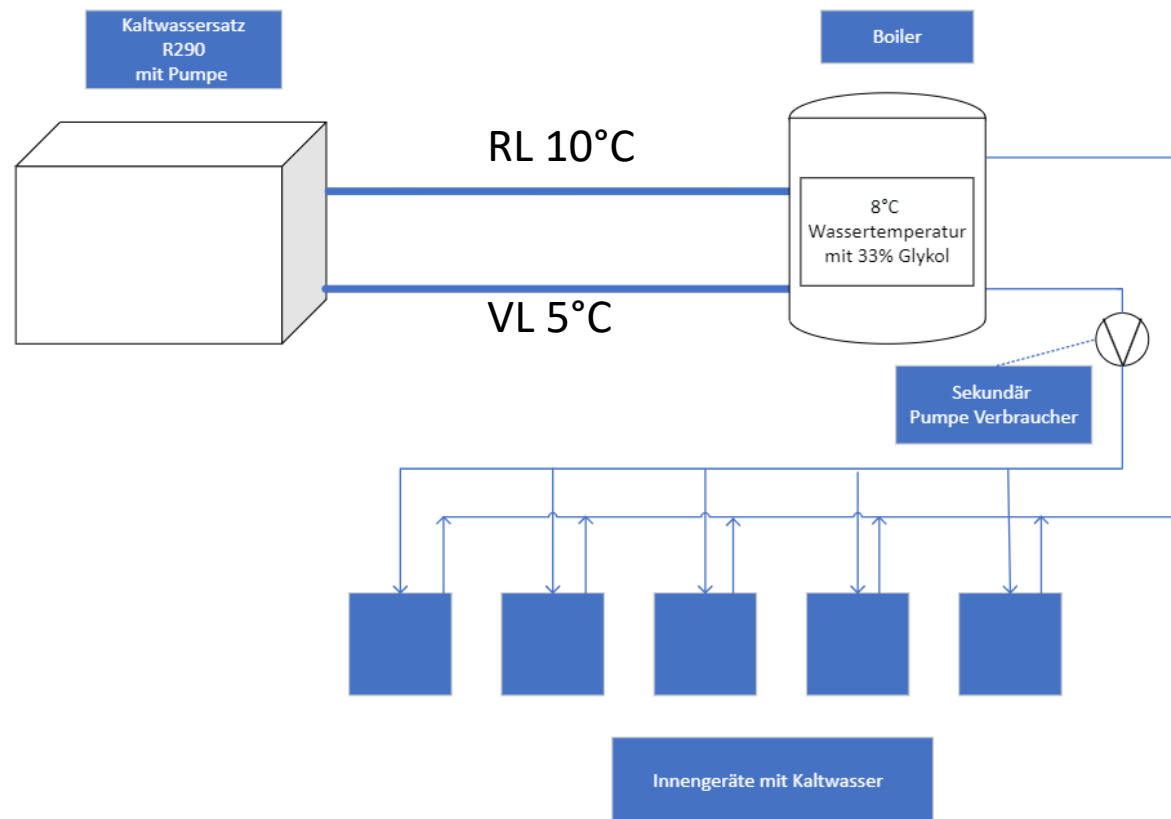 Kaltwassersatz
R290
mit Pumpe
Boiler
RL 10°C
8°C
Wassertemperatur
mit 33% Glykol
VL 5°C
Sekundär
Pumpe Verbraucher
Innengeräte mit Kaltwasser